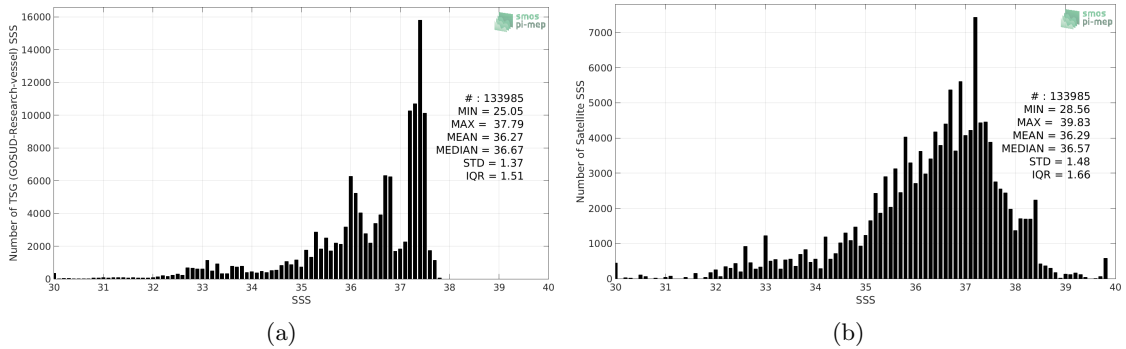 Number of TSG (GOSUD-Research-vessel) SSS
16000
14000
12000
10000
8000
6000
4000
2000
0
30 31 32 33 34 35 36 37 38 39 40
SSS
smos
pi-mep
# : 133985
MIN = 25.05
MAX = 37.79
MEAN = 36.27
MEDIAN = 36.67
STD = 1.37
IQR = 1.51
(a)
Number of Satellite SSS
7000
6000
5000
4000
3000
2000
1000
0
30 31 32 33 34 35 36 37 38 39 40
SSS
smos
pi-mep
# : 133985
MIN = 28.56
MAX = 39.83
MEAN = 36.29
MEDIAN = 36.57
STD = 1.48
IQR = 1.66
(b)